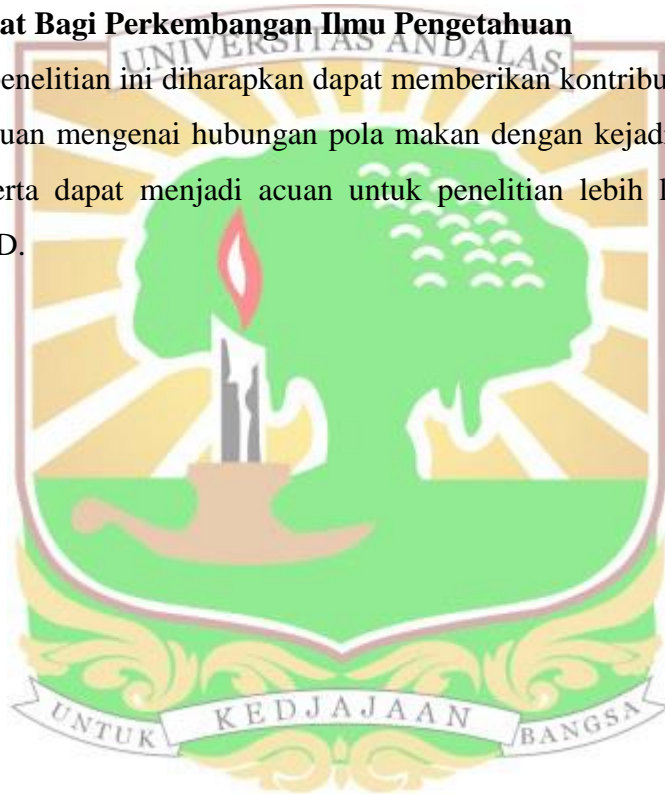 at Bagi Perkembangan Ilmu Pengetahuan
UNIVERSITAS ANDALAS
enelitian ini diharapkan dapat memberikan kontribu
uan mengenai hubungan pola makan dengan kejadi
erta dapat menjadi acuan untuk penelitian lebih l
D.
UNTUK KEDJAJAAN BANGSA